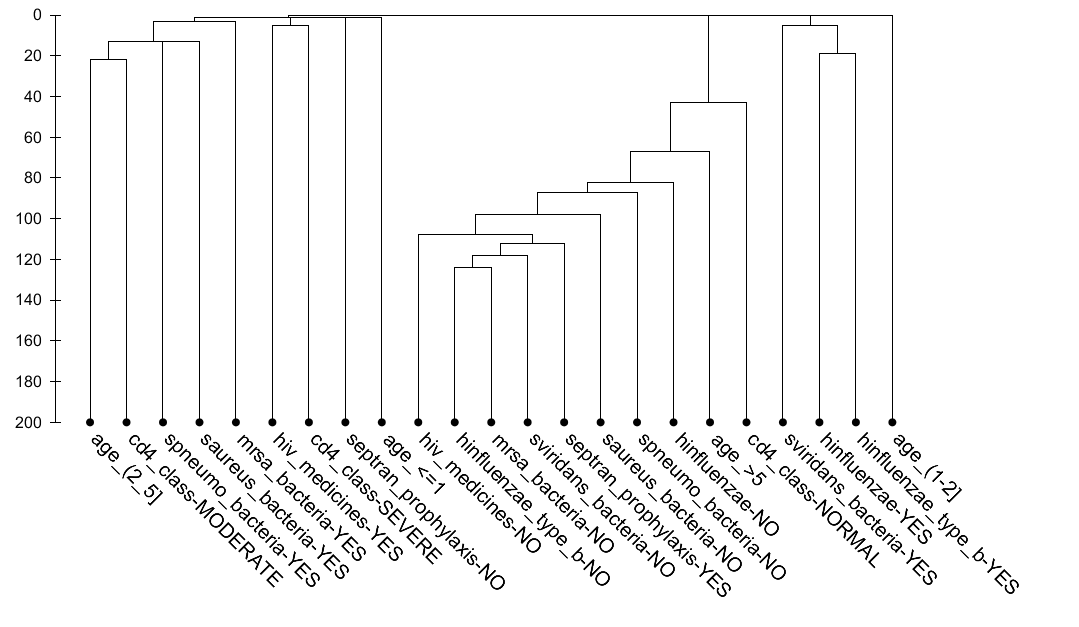 0
20
40
60
80
100
120
140
160
180
200
age_(2_5]
cd4_class-MODERATE
spneumo_bacteria-YES
saureus_bacteria-YES
mrsa_bacteria-YES
hiv_medicines-YES
cd4_class-SEVERE
septran_prophylaxis-NO
age_<=1
hiv_medicines-NO
hinfluenzae_type_b-NO
mrsa_bacteria-NO
sviridans_bacteria-NO
septran_prophylaxis-YES
saureus_bacteria-NO
spneumo_bacteria-NO
hinfluenzae-NO
age_>5
cd4_class-NORMAL
sviridans_bacteria-YES
hinfluenzae-YES
hinfluenzae_type_b-YES
age_(1-2]